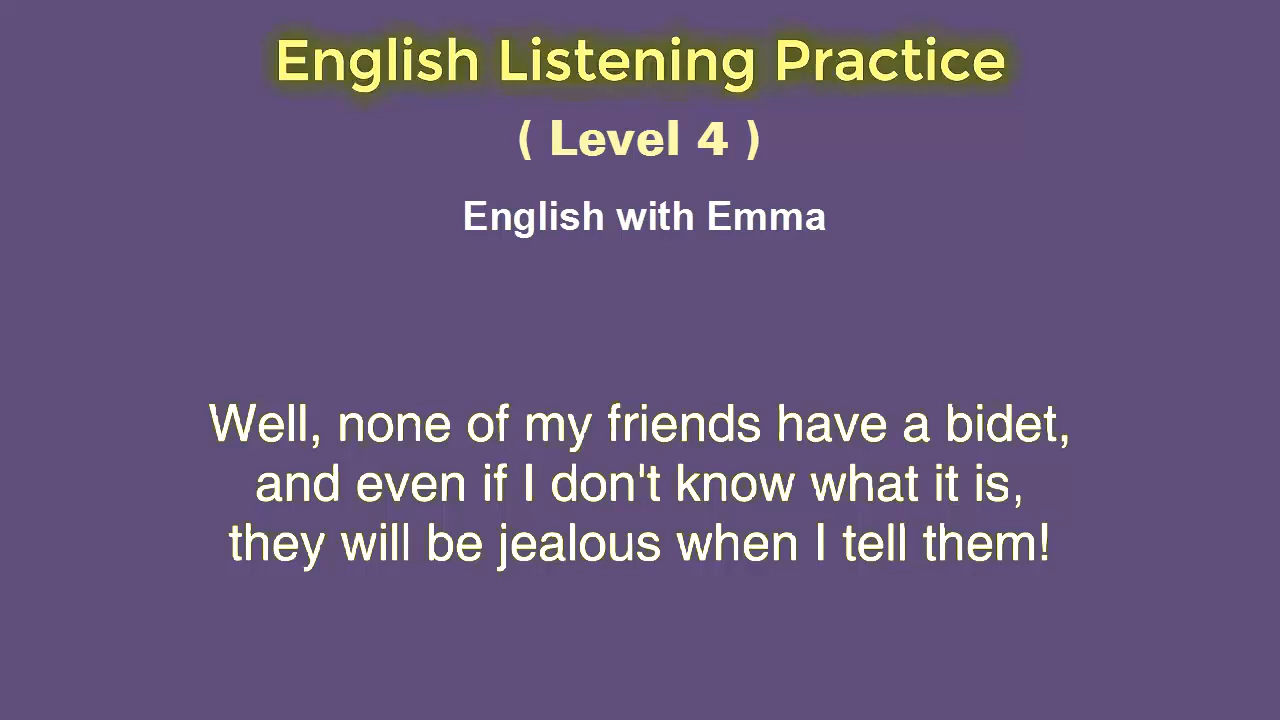 English Listening Practice
( Level 4 )
English with Emma
Well, none of my friends have a bidet,
and even if I don't know what it is,
they will be jealous when I tell them!